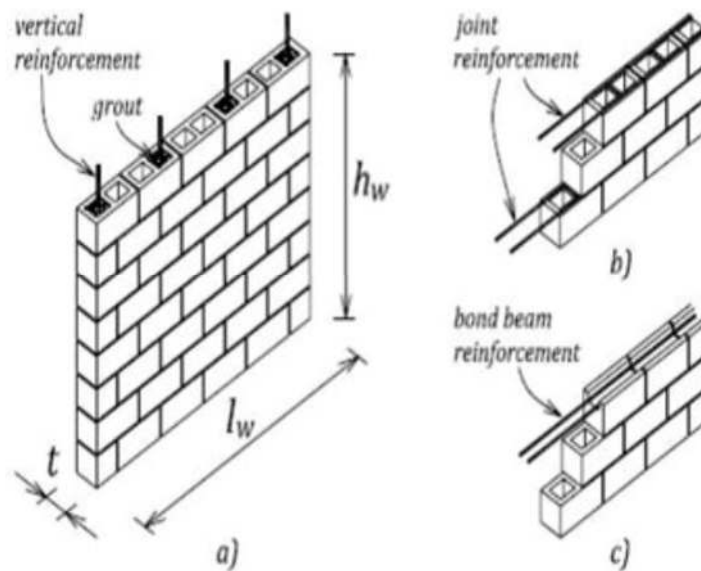 vertical
reinforcement
grout
h_w
l_w
t
a)
joint
reinforcement
b)
bond beam
reinforcement
c)